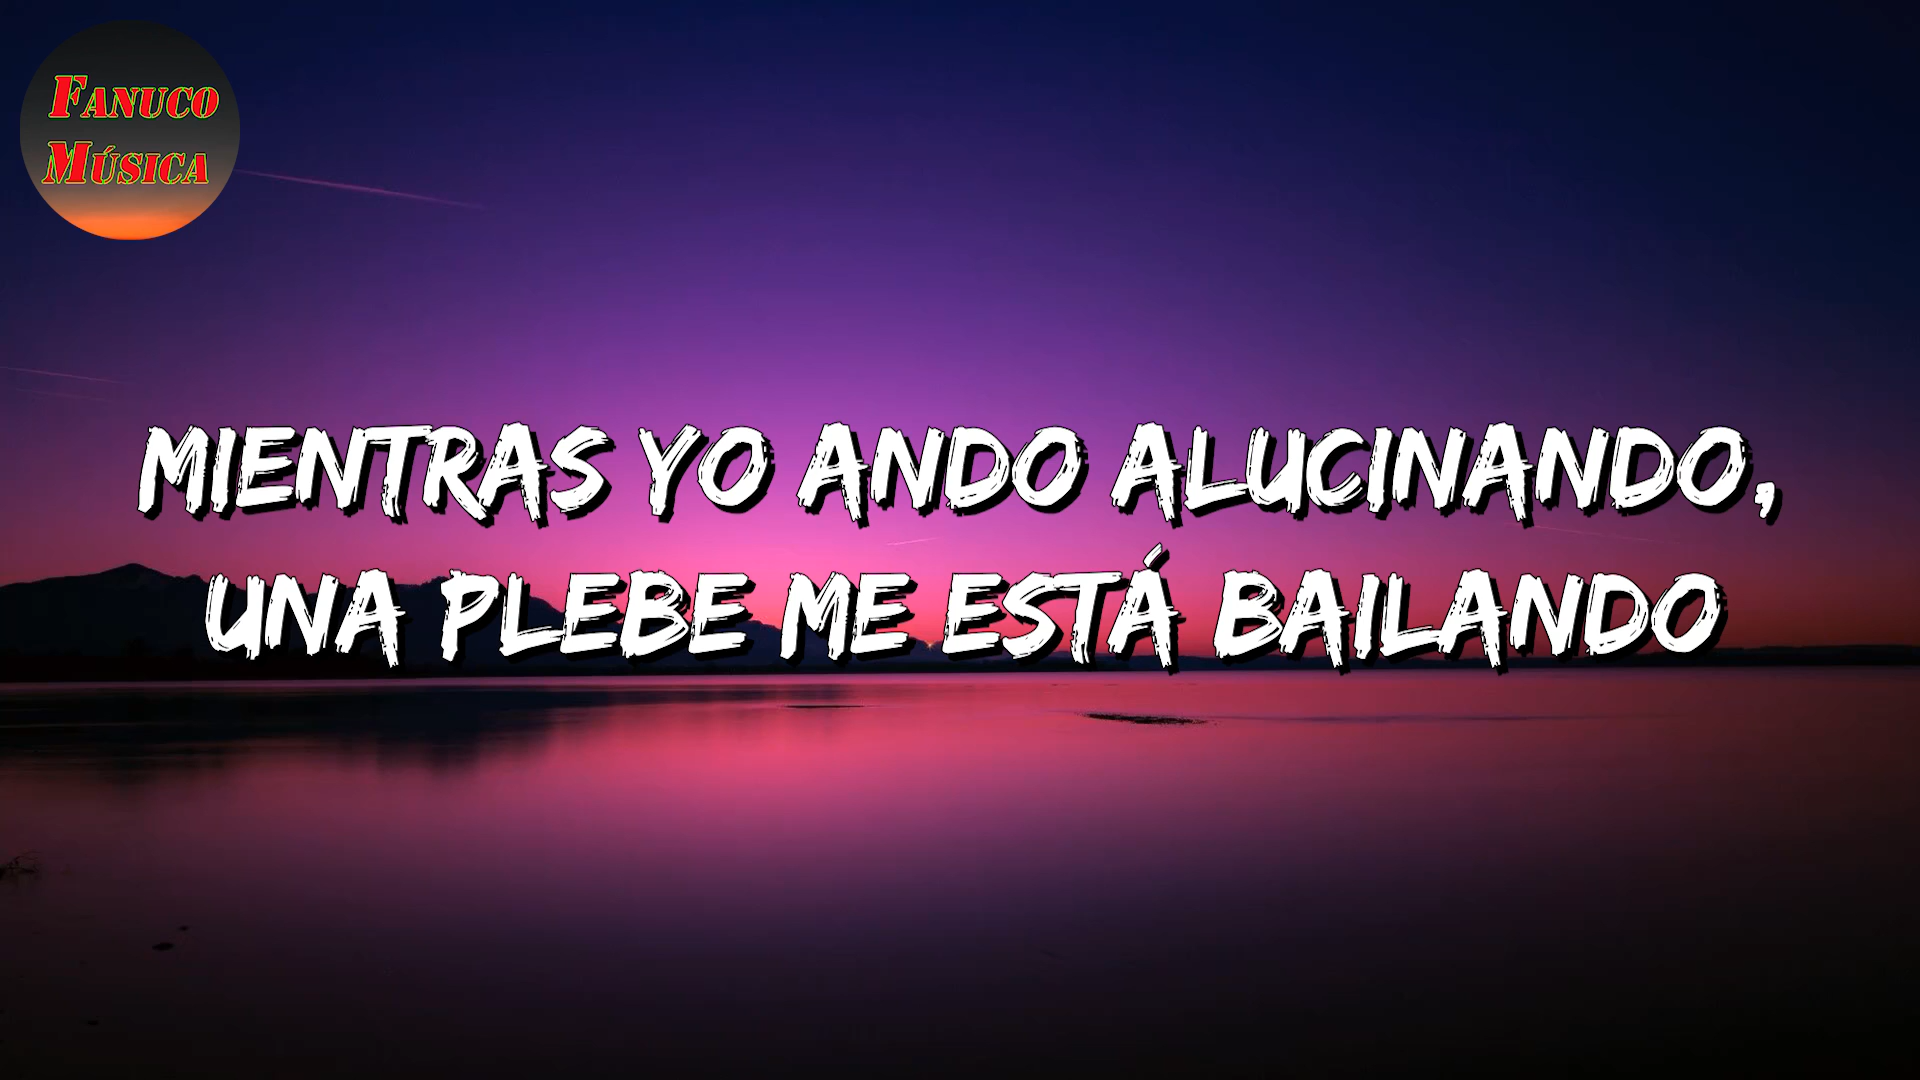 FANUCO
MÚSICA
MIENTRAS YO ANDO ALUCINANDO,
UNA PLEBE ME ESTÁ BAILANDO